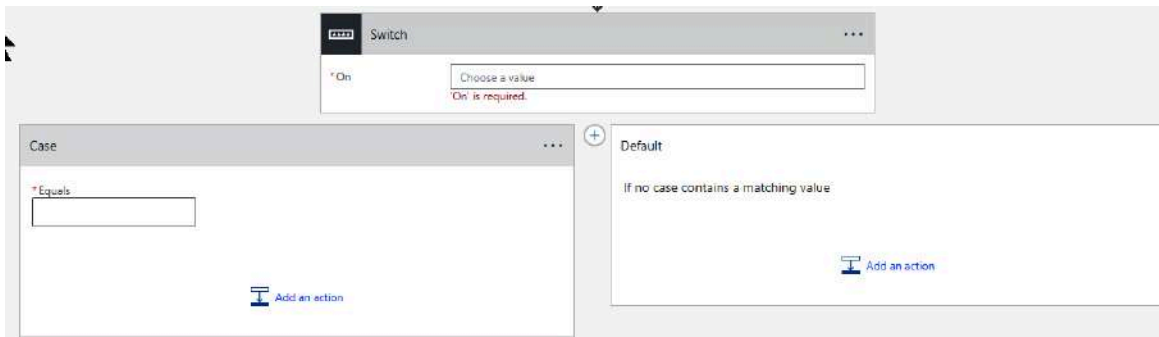 Switch
...
*On
Choose a value
'On' is required.
Case
...
*Equals
Add an action
Default
If no case contains a matching value
Add an action